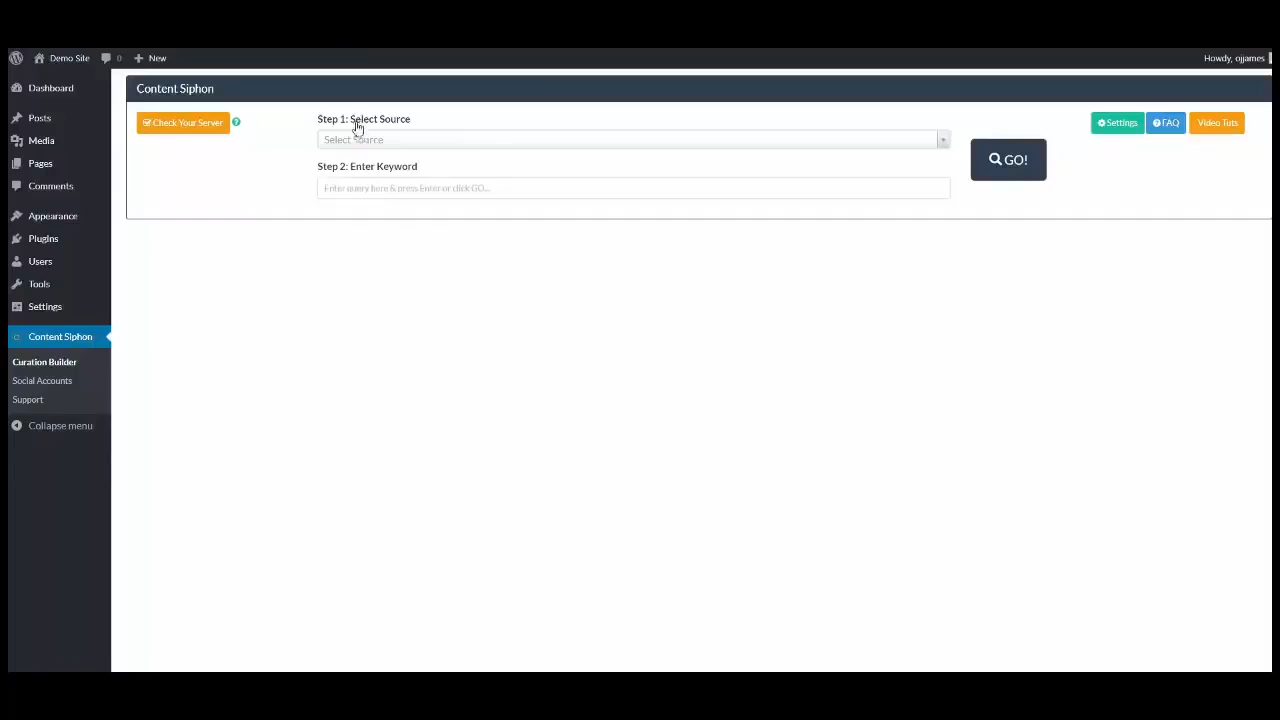 Demo Site
0
New
Howdy, ojjames
Dashboard
Posts
Media
Pages
Comments
Appearance
Plugins
Users
Tools
Settings
Content Siphon
Curation Builder
Social Accounts
Support
Collapse menu
Content Siphon
Check Your Server
?
Step 1: Select Source
Select Source
Step 2: Enter Keyword
Enter query here & press Enter or click GO...
GO!
Settings
FAQ
Video Tuts